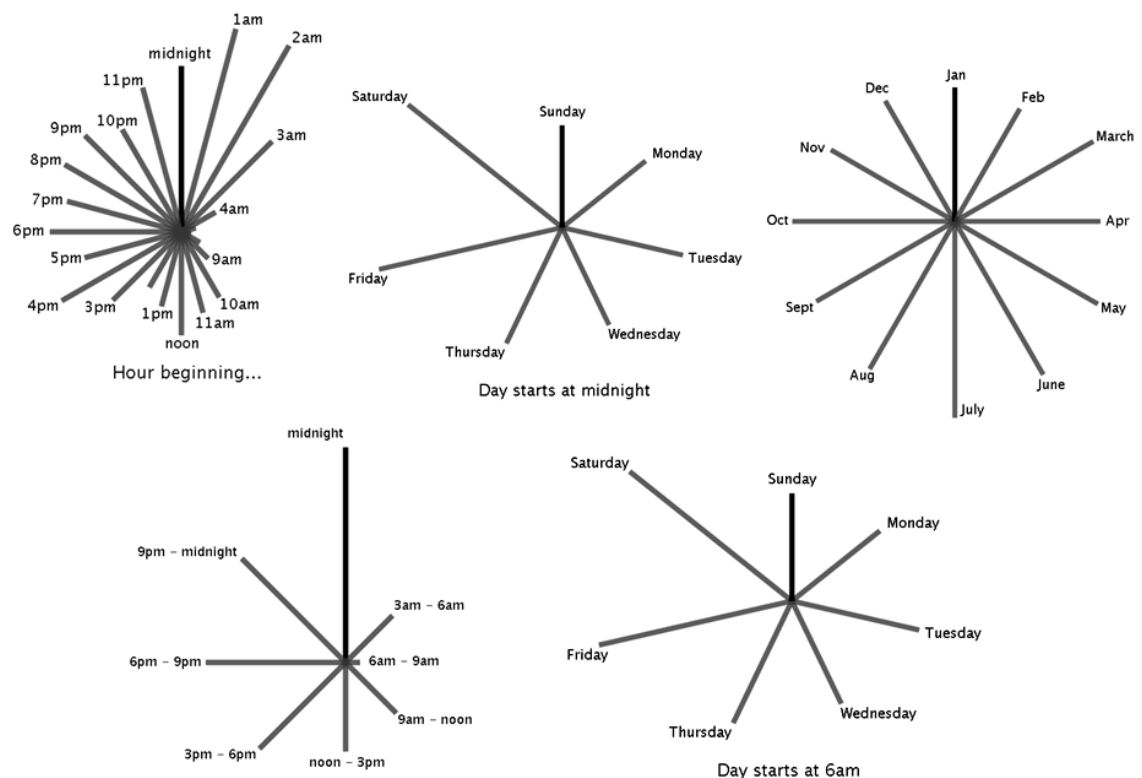 1am
2am
midnight
11pm
10pm
3am
9pm
8pm
4am
7pm
6pm
5pm
9am
4pm
3pm
1pm
10am
11am
noon
Hour beginning...
Saturday
Sunday
Monday
Tuesday
Friday
Wednesday
Thursday
Day starts at midnight
Jan
Dec
Feb
Nov
March
Oct
Apr
Sept
May
Aug
June
July
midnight
9pm - midnight
3am - 6am
6pm - 9pm
6am - 9am
9am - noon
3pm - 6pm
noon - 3pm
Saturday
Sunday
Monday
Tuesday
Friday
Wednesday
Thursday
Day starts at 6am